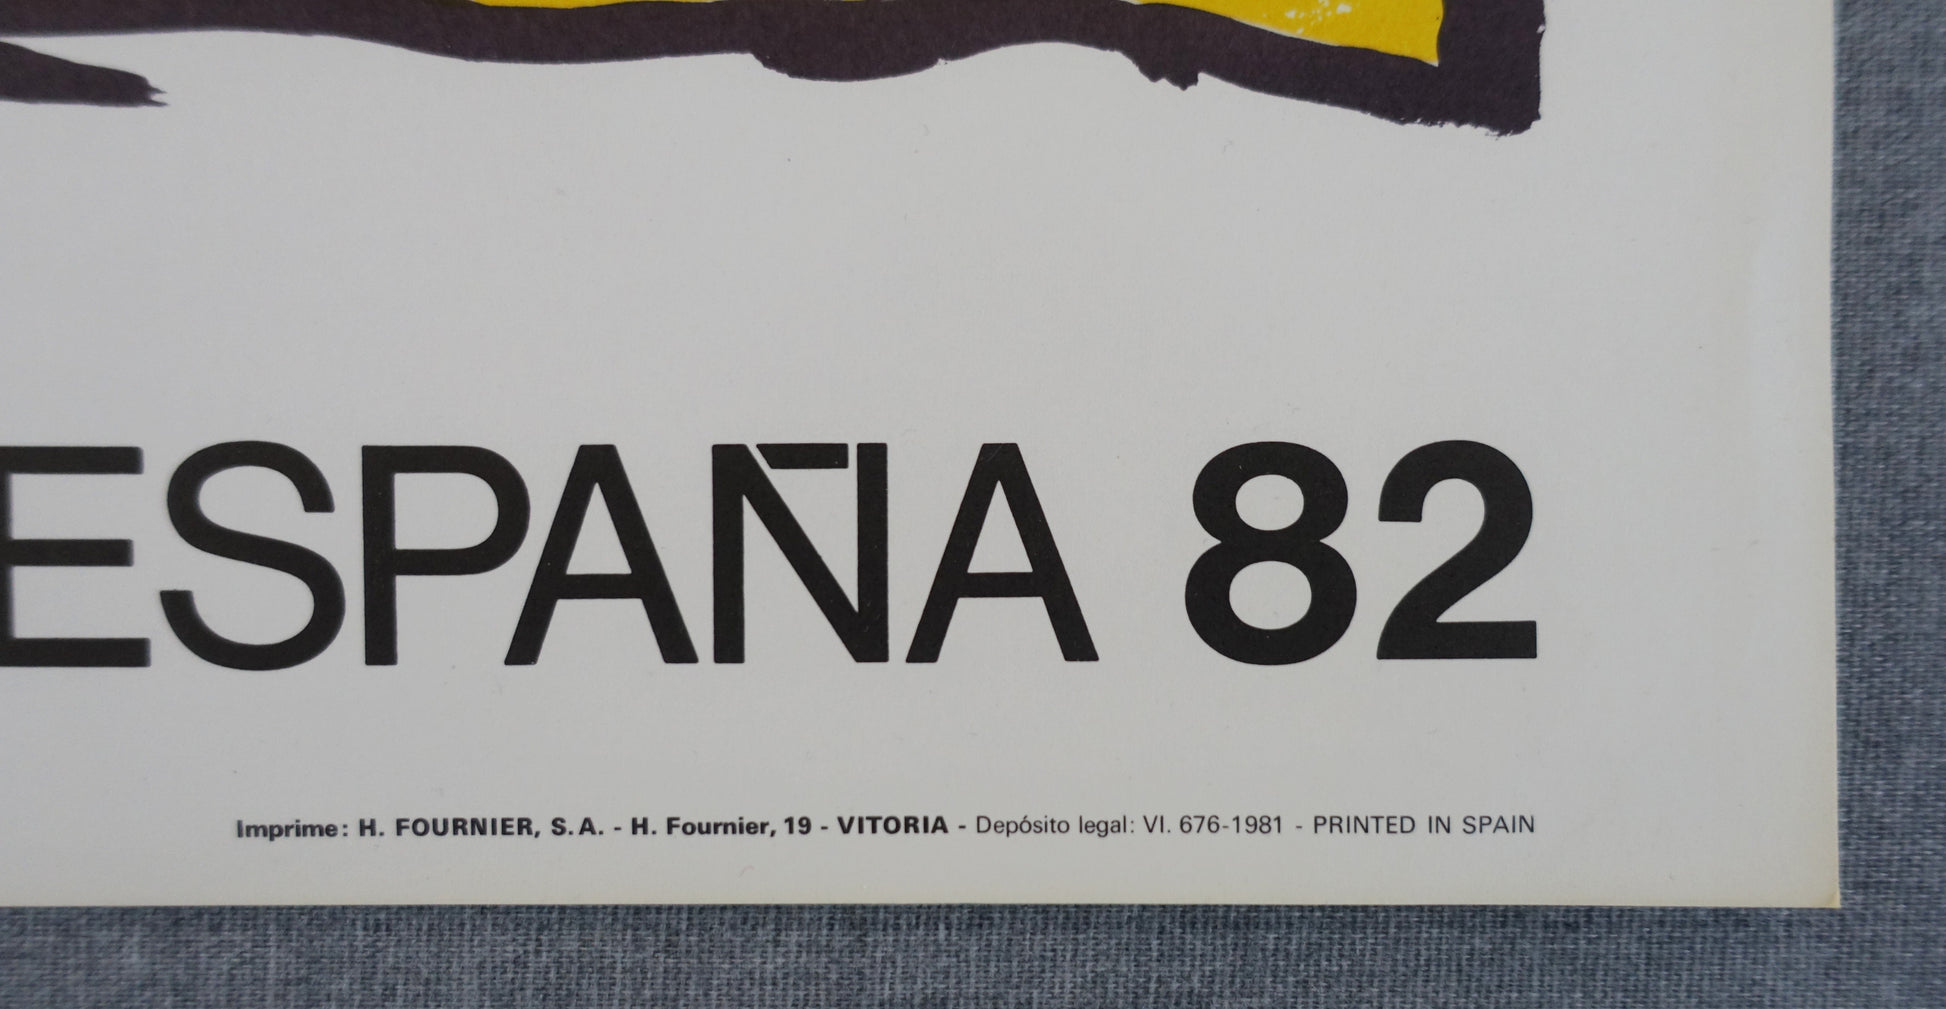 ESPAÑA 82
Imprime: H. FOURNIER, S.A. - H. Fournier, 19 - VITORIA - Depósito legal: VI. 676-1981 - PRINTED IN SPAIN